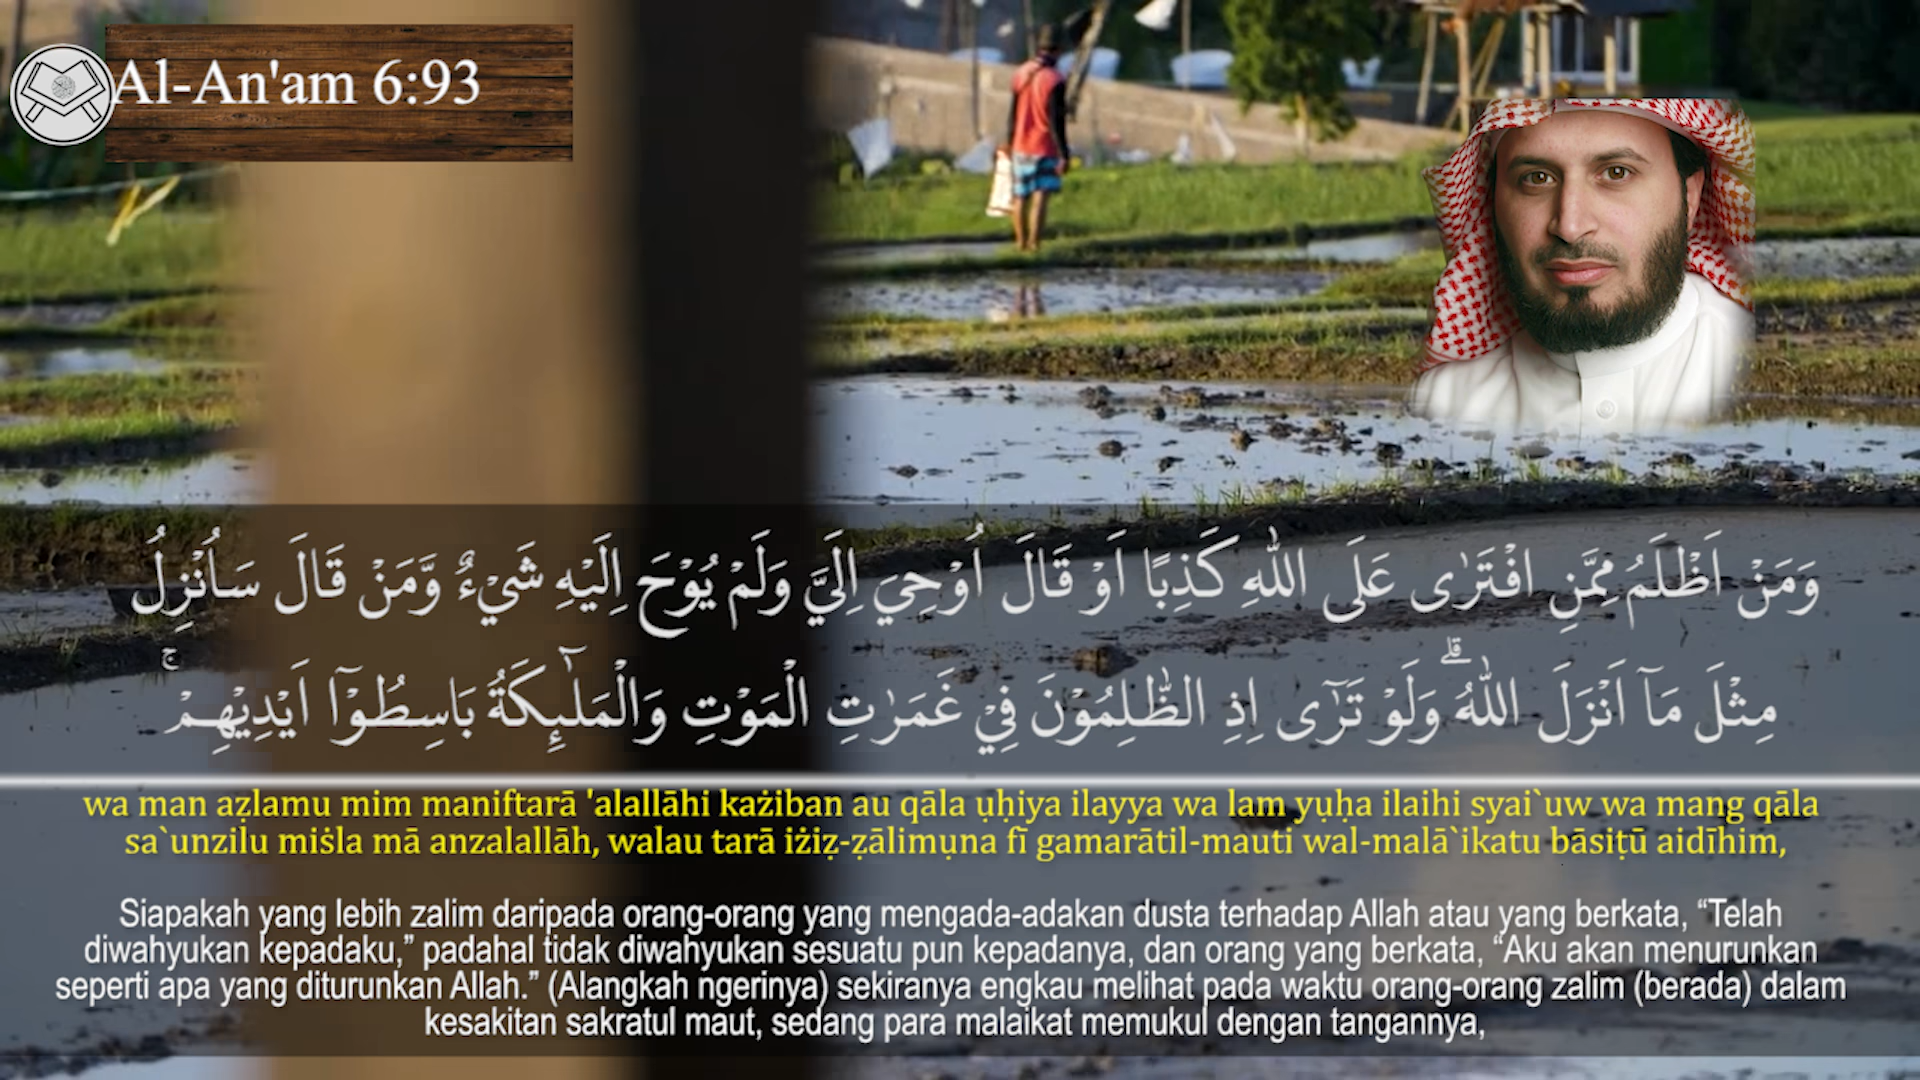 Al-An'am 6:93
وَمَنْ اَظْلَمُ مِمَّنِ افْتَرٰى عَلَى اللّٰهِ كَذِبًا اَوْ قَالَ اُوْحِيَ اِلَيَّ وَلَمْ يُوْحَ اِلَيْهِ شَيْءٌ وَّمَنْ قَالَ سَاُنْزِلُ
مِثْلَ مَآ اَنْزَلَ اللّٰهُ ۗوَلَوْ تَرٰٓى اِذِ الظّٰلِمُوْنَ فِيْ غَمَرٰتِ الْمَوْتِ وَالْمَلٰۤىِٕكَةُ بَاسِطُوْٓا اَيْدِيْهِمْۚ
wa man aẓlamu mim maniftarā 'alallāhi każiban au qāla ụḥiya ilayya wa lam yụḥa ilaihi syai`uw wa mang qāla
sa`unzilu miṡla mā anzalallāh, walau tarā iżiẓ-ẓālimụna fī gamarātil-mauti wal-malā`ikatu bāsiṭū aidīhim,
Siapakah yang lebih zalim daripada orang-orang yang mengada-adakan dusta terhadap Allah atau yang berkata, “Telah
diwahyukan kepadaku,” padahal tidak diwahyukan sesuatu pun kepadanya, dan orang yang berkata, “Aku akan menurunkan
seperti apa yang diturunkan Allah.” (Alangkah ngerinya) sekiranya engkau melihat pada waktu orang-orang zalim (berada) dalam
kesakitan sakratul maut, sedang para malaikat memukul dengan tangannya,